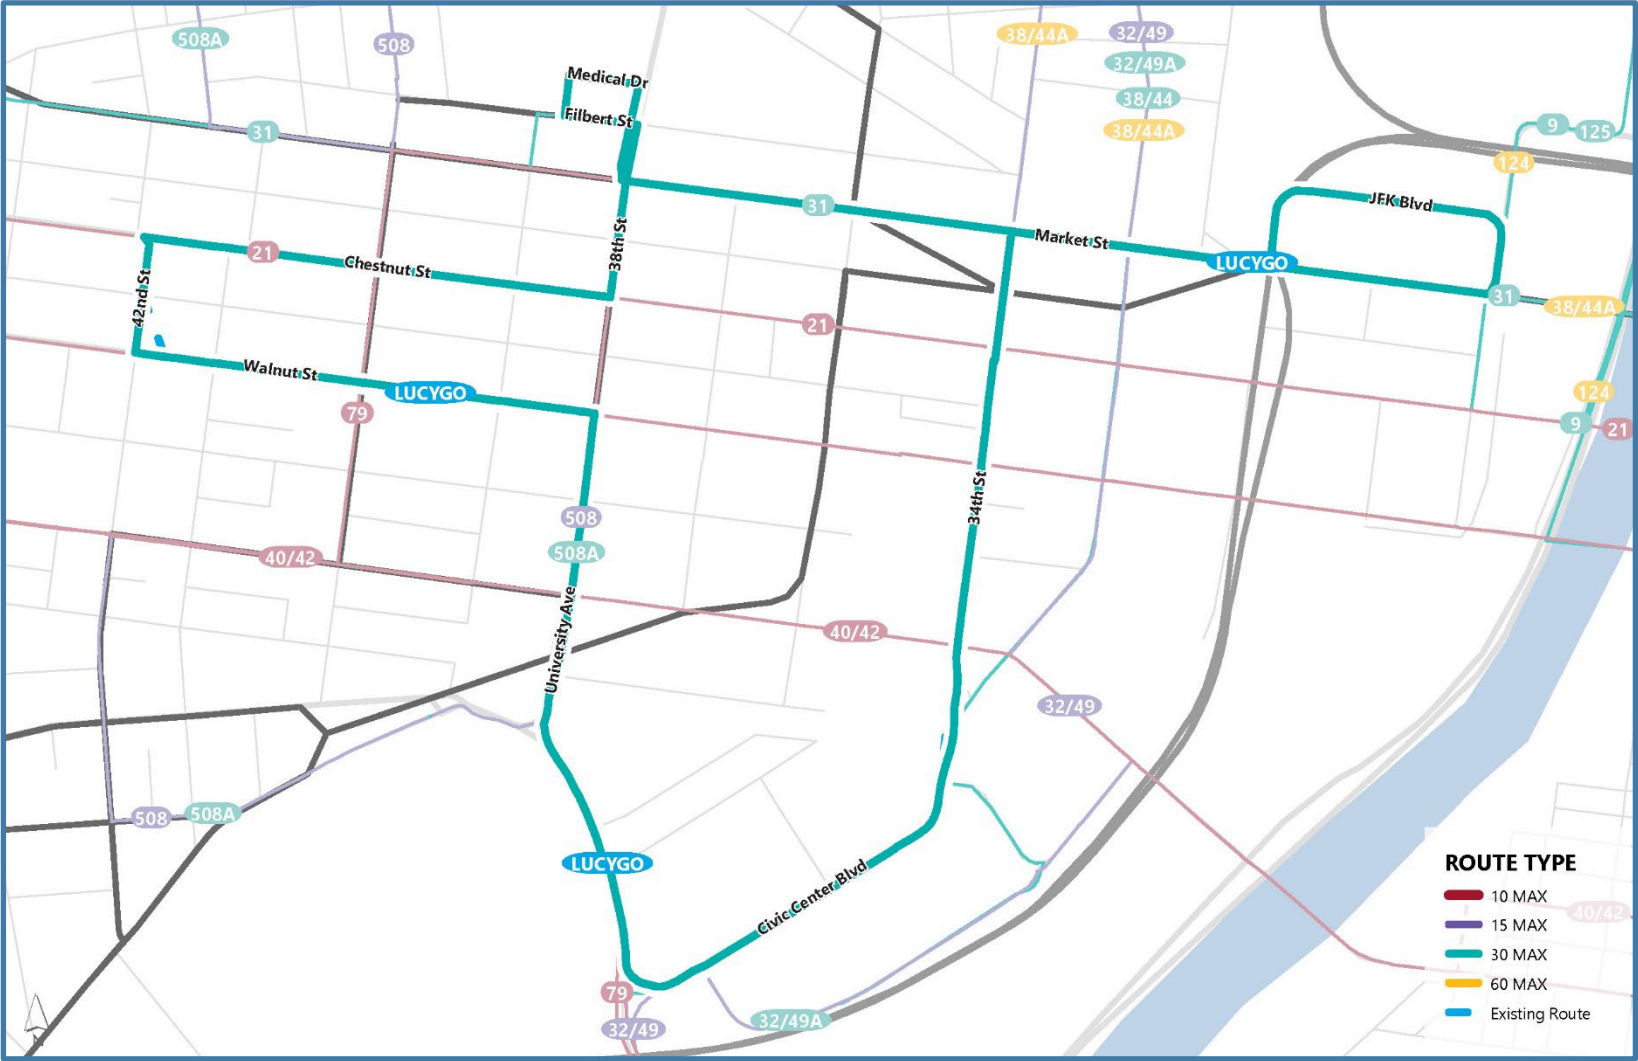 508A
508
38/44A
32/49
32/49A
38/44
38/44A
Medical Dr
Filbert St
31
9
125
124
31
JFK Blvd
38th St
Market St
21
Chestnut St
LUCYGO
42nd St
31
38/44A
21
Walnut St
LUCYGO
79
124
9
21
34th St
508
508A
40/42
University Ave
40/42
32/49
508
508A
LUCYGO
Civic Center Blvd
79
32/49
32/49A
ROUTE TYPE
10 MAX
40/42
15 MAX
30 MAX
60 MAX
Existing Route